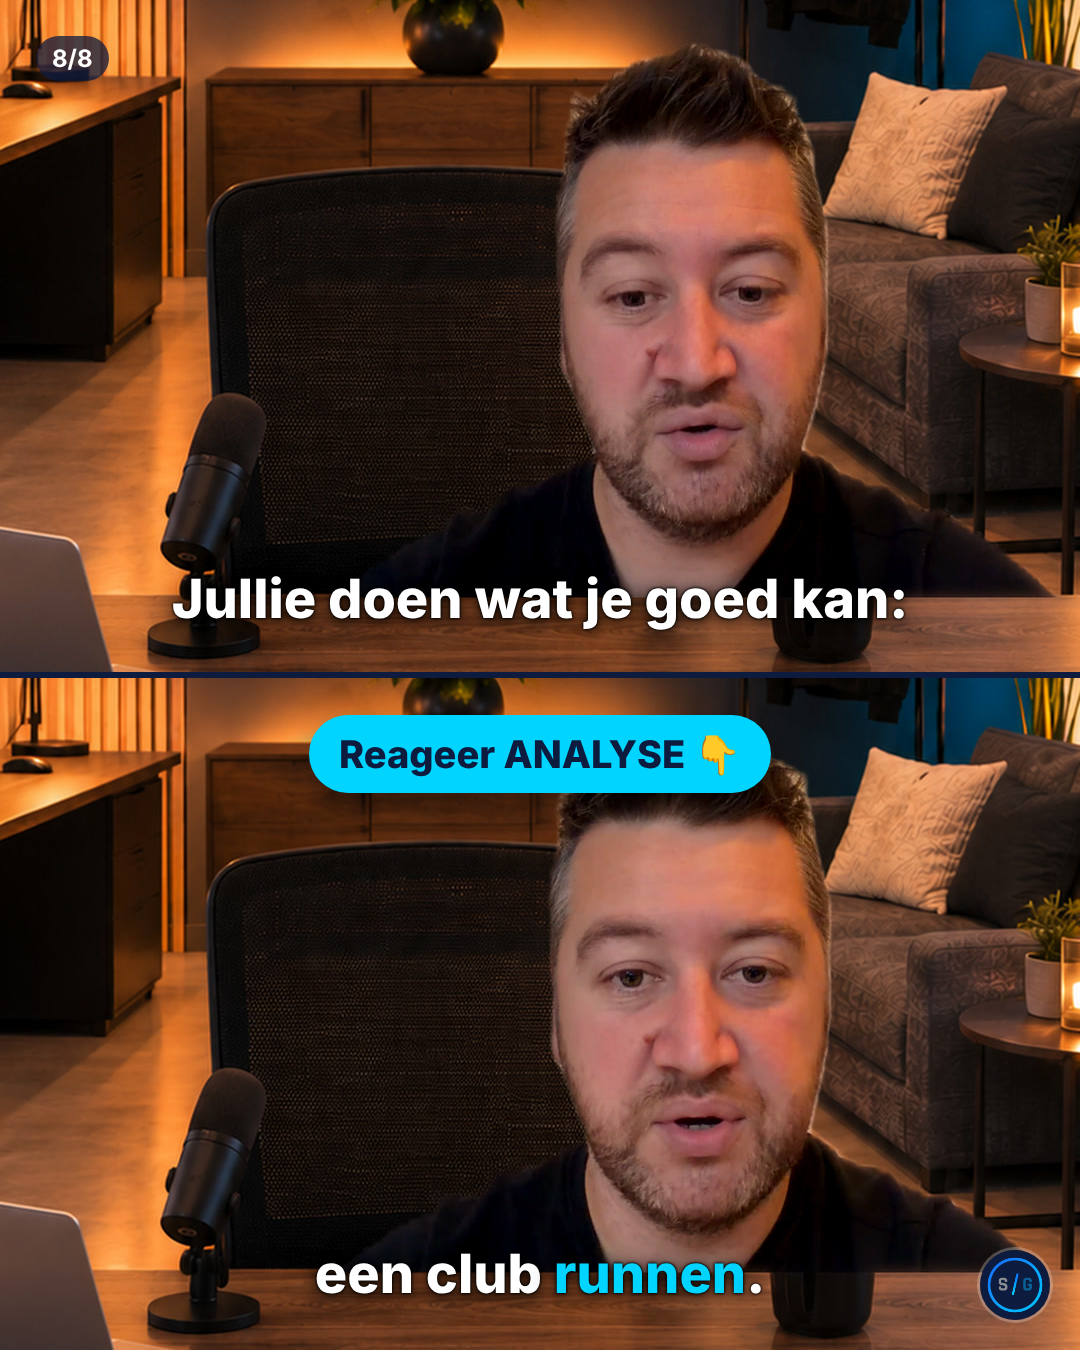 8/8
Jullie doen wat je goed kan:
Reageer ANALYSE 👇
een club runnen.
S/G